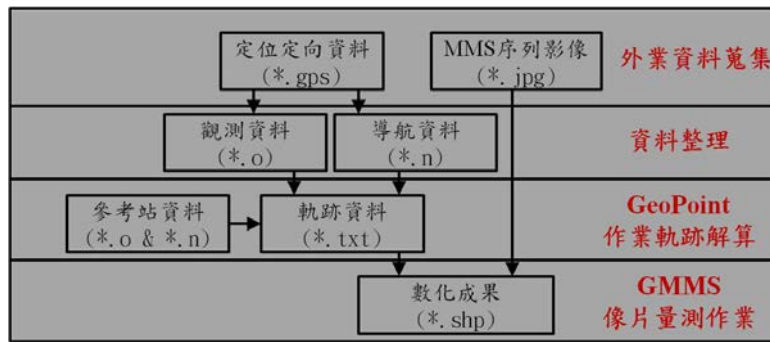 定位定向資料
(*.gps)
MMS序列影像
(*.jpg)
外業資料蒐集
觀測資料
(*.o)
導航資料
(*.n)
資料整理
參考站資料
(*.o & *.n)
軌跡資料
(*.txt)
GeoPoint
作業軌跡解算
數化成果
(*.shp)
GMMS
像片量測作業